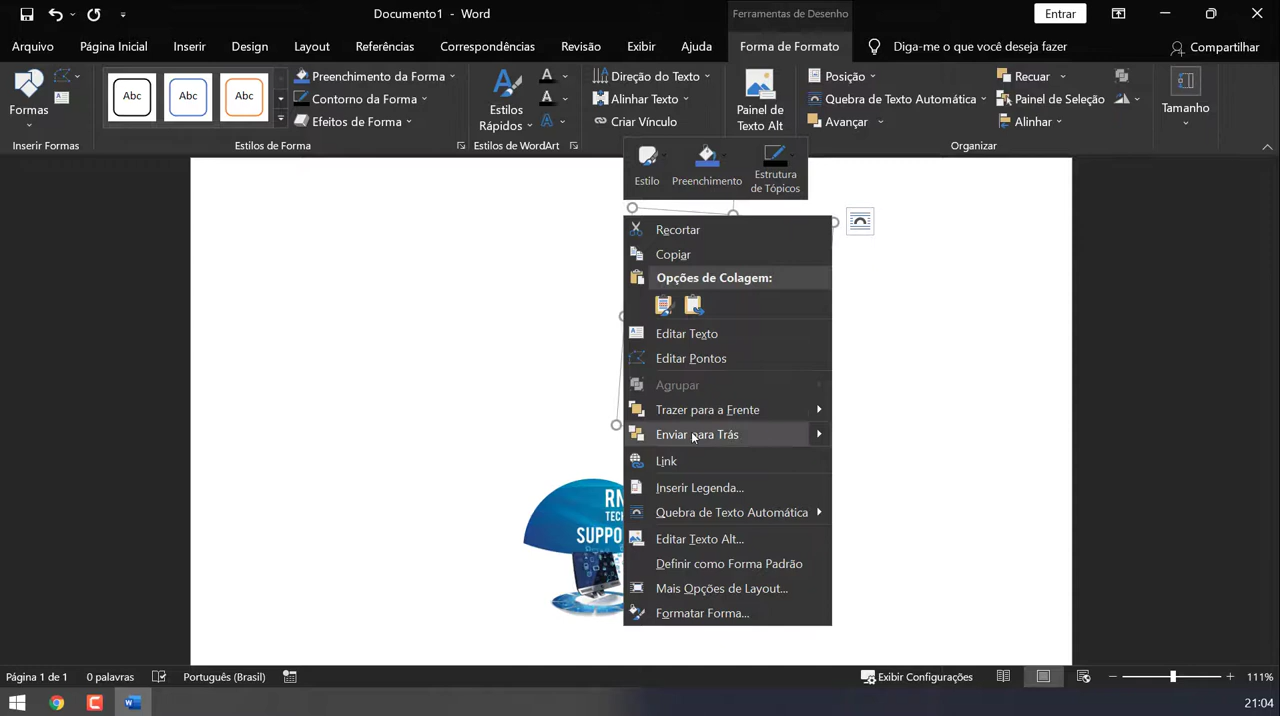 Documento1 - Word
Ferramentas de Desenho
Entrar
Arquivo Página Inicial Inserir Design Layout Referências Correspondências Revisão Exibir Ajuda Forma de Formato Diga-me o que você deseja fazer Compartilhar
Formas
Inserir Formas
Abc Abc Abc
Preenchimento da Forma
Contorno da Forma
Efeitos de Forma
Estilos de Forma
Estilos Rápidos
A
A
A
Estilos de WordArt
Direção do Texto
Alinhar Texto
Criar Vínculo
Painel de Texto Alt
Posição
Quebra de Texto Automática
Avançar
Recuar
Painel de Seleção
Alinhar
Organizar
Tamanho
Estilo
Preenchimento
Estrutura
de Tópicos
Recortar
Copiar
Opções de Colagem:
Editar Texto
Editar Pontos
Agrupar
Trazer para a Frente
Enviar para Trás
Link
Inserir Legenda...
Quebra de Texto Automática
Editar Texto Alt...
Definir como Forma Padrão
Mais Opções de Layout...
Formatar Forma...
Página 1 de 1
0 palavras
Português (Brasil)
Exibir Configurações
111%
21:04